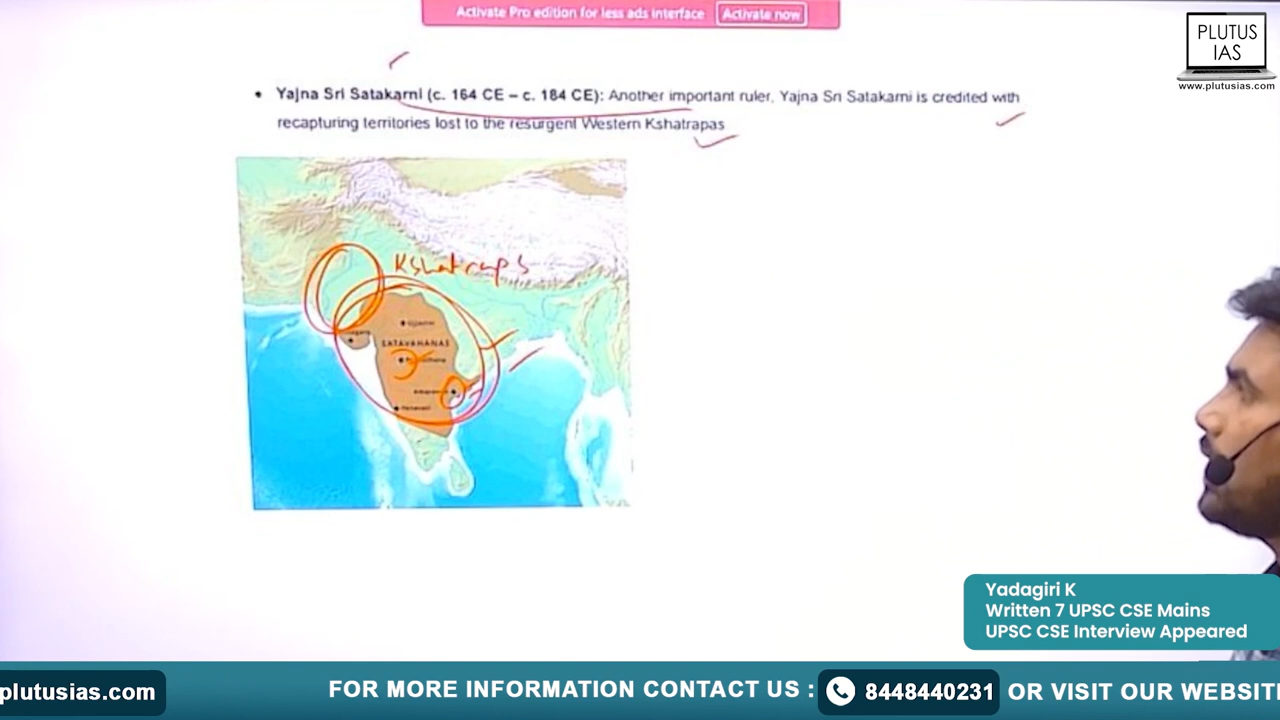 Activate Pro edition for less ads interface Activate now
PLUTUS
IAS
www.plutusias.com
• Yajna Sri Satakarni (c. 164 CE – c. 184 CE): Another important ruler, Yajna Sri Satakarni is credited with
recapturing territories lost to the resurgent Western Kshatrapas
Kshatraps
SATAVAHANAS
Yadagiri K
Written 7 UPSC CSE Mains
UPSC CSE Interview Appeared
plutusias.com
FOR MORE INFORMATION CONTACT US : 8448440231 OR VISIT OUR WEBSITE